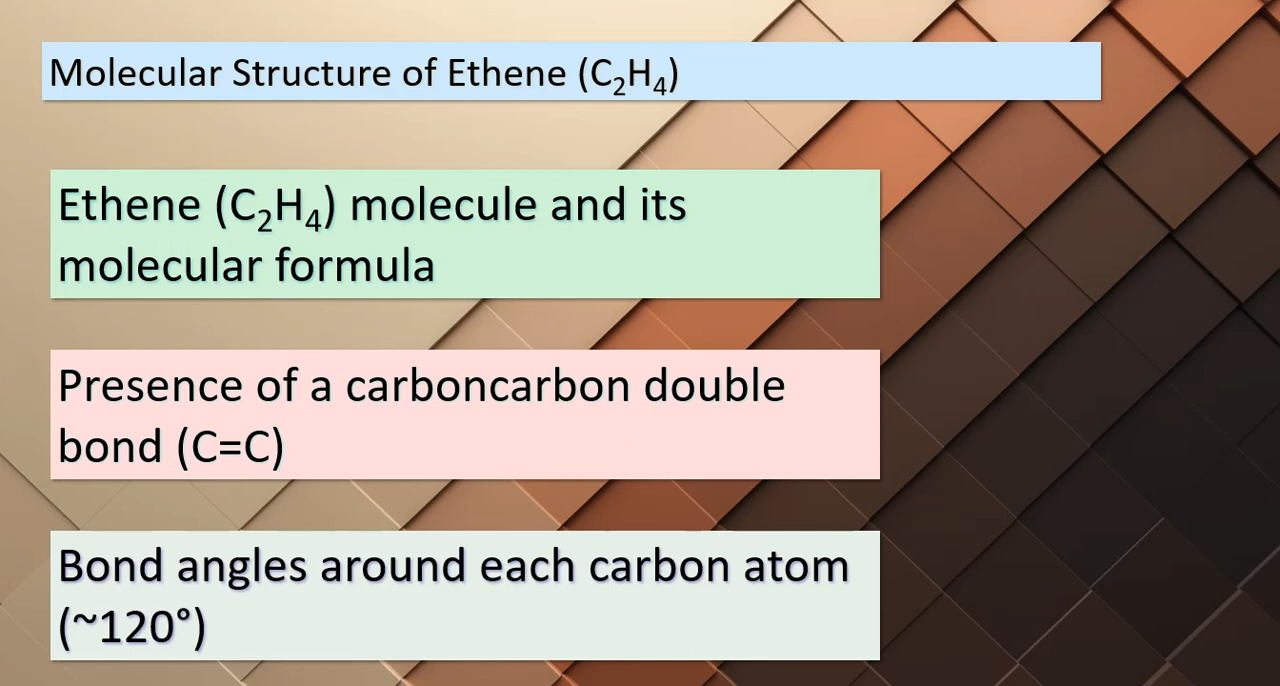 Molecular Structure of Ethene (C₂H₄)
Ethene (C₂H₄) molecule and its
molecular formula
Presence of a carboncarbon double
bond (C=C)
Bond angles around each carbon atom
(~120°)